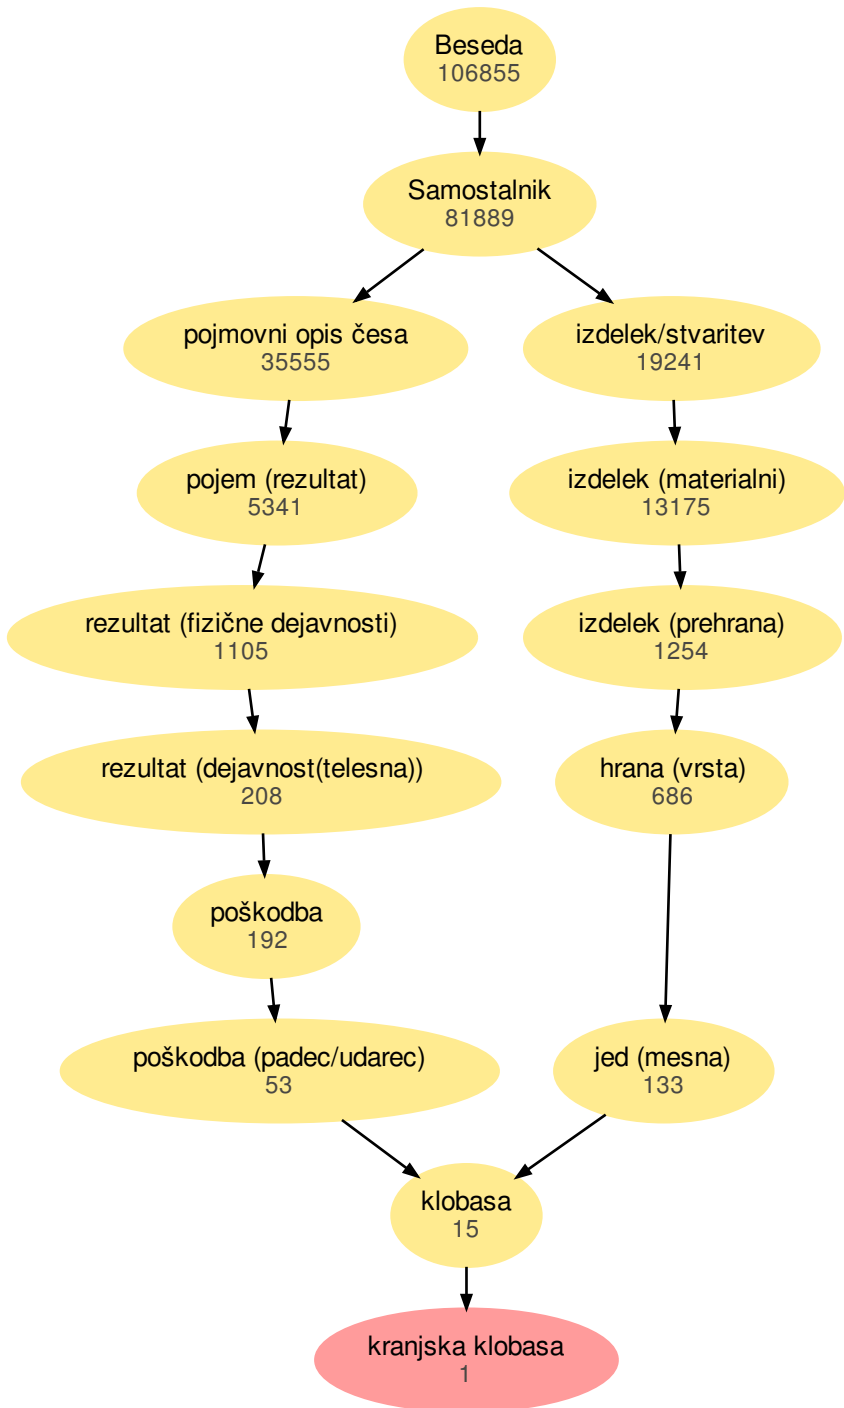 Beseda
106855
Samostalnik
81889
pojmovni opis česa
35555
izdelek/stvaritev
19241
pojem (rezultat)
5341
izdelek (materialni)
13175
rezultat (fizične dejavnosti)
1105
izdelek (prehrana)
1254
rezultat (dejavnost(telesna))
208
hrana (vrsta)
686
poškodba
192
poškodba (padec/udarec)
53
jed (mesna)
133
klobasa
15
kranjska klobasa
1